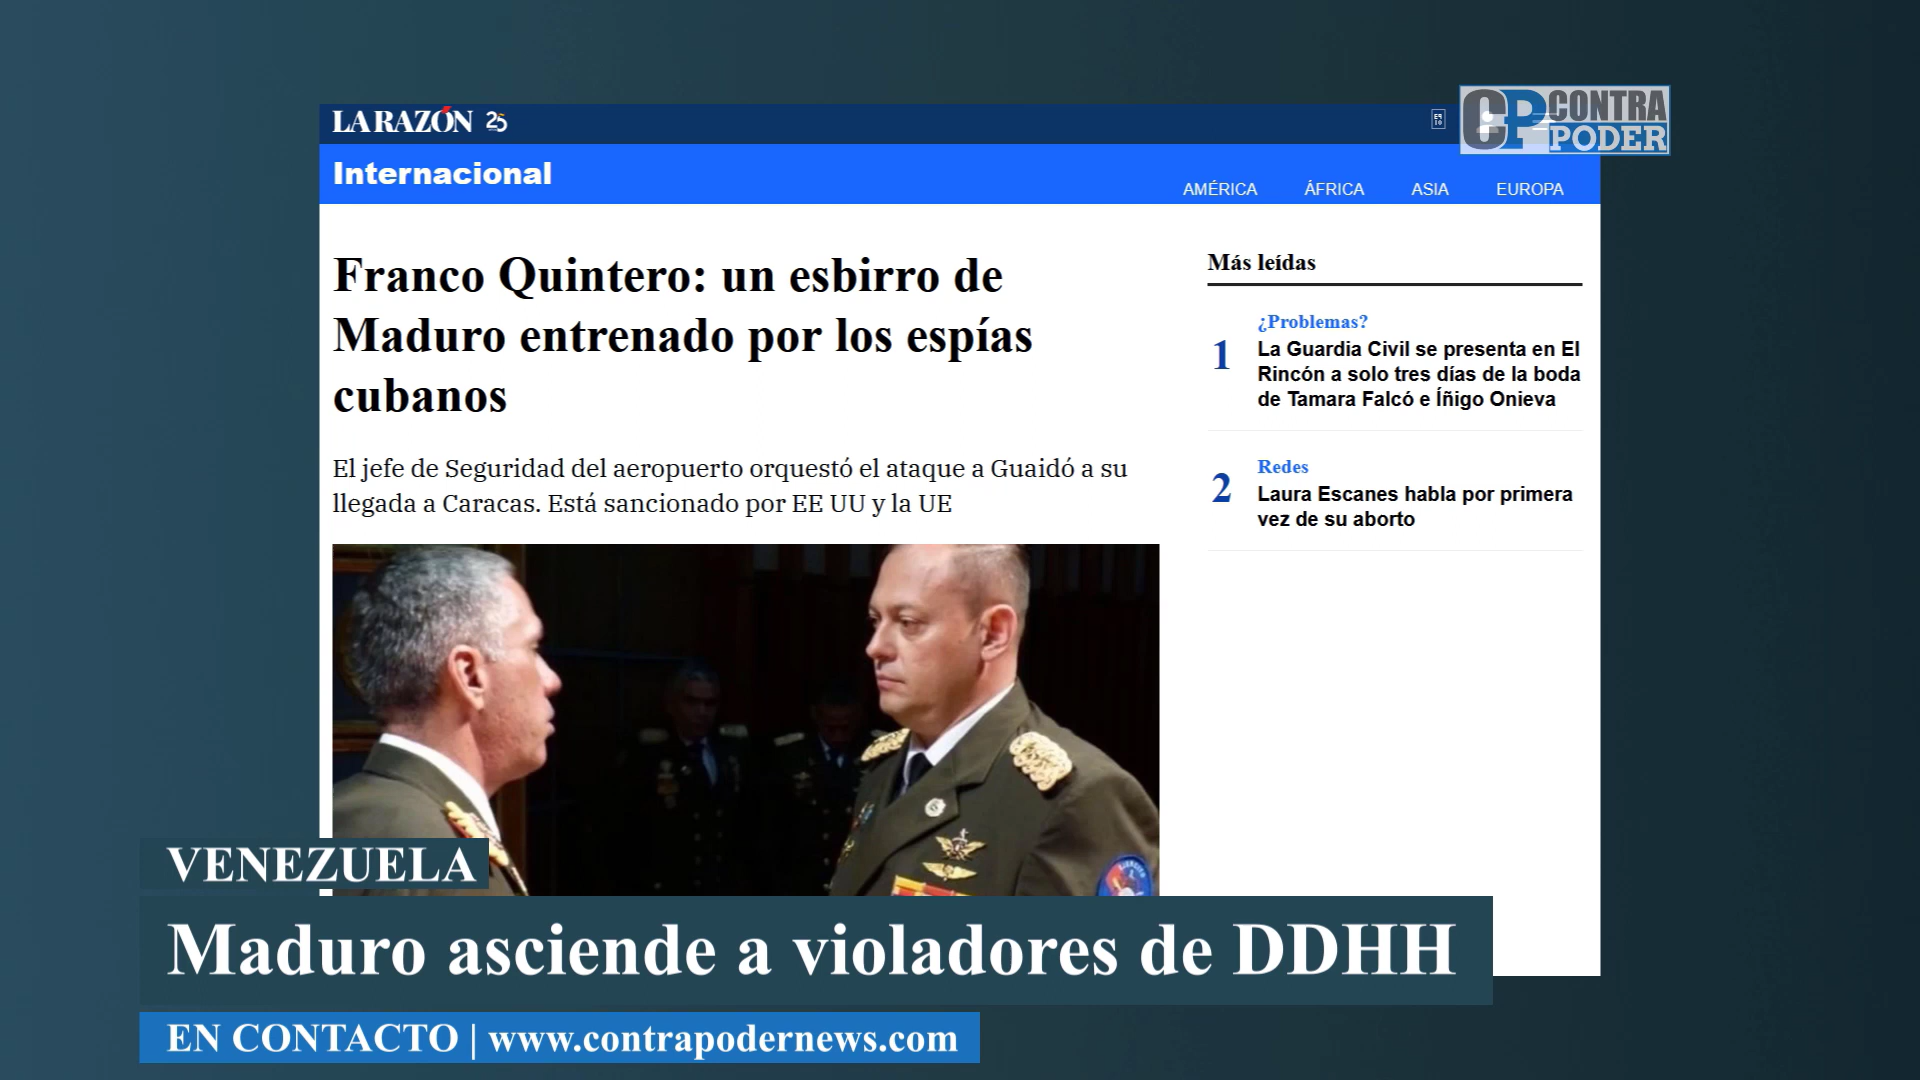 LA RAZÓN 25
CP CONTRA
PODER
Internacional
AMÉRICA ÁFRICA ASIA EUROPA
Franco Quintero: un esbirro de
Maduro entrenado por los espías
cubanos
El jefe de Seguridad del aeropuerto orquestó el ataque a Guaidó a su
llegada a Caracas. Está sancionado por EE UU y la UE
Más leídas
¿Problemas?
1
La Guardia Civil se presenta en El
Rincón a solo tres días de la boda
de Tamara Falcó e Íñigo Onieva
Redes
2
Laura Escanes habla por primera
vez de su aborto
VENEZUELA
Maduro asciende a violadores de DDHH
EN CONTACTO | www.contrapodernews.com